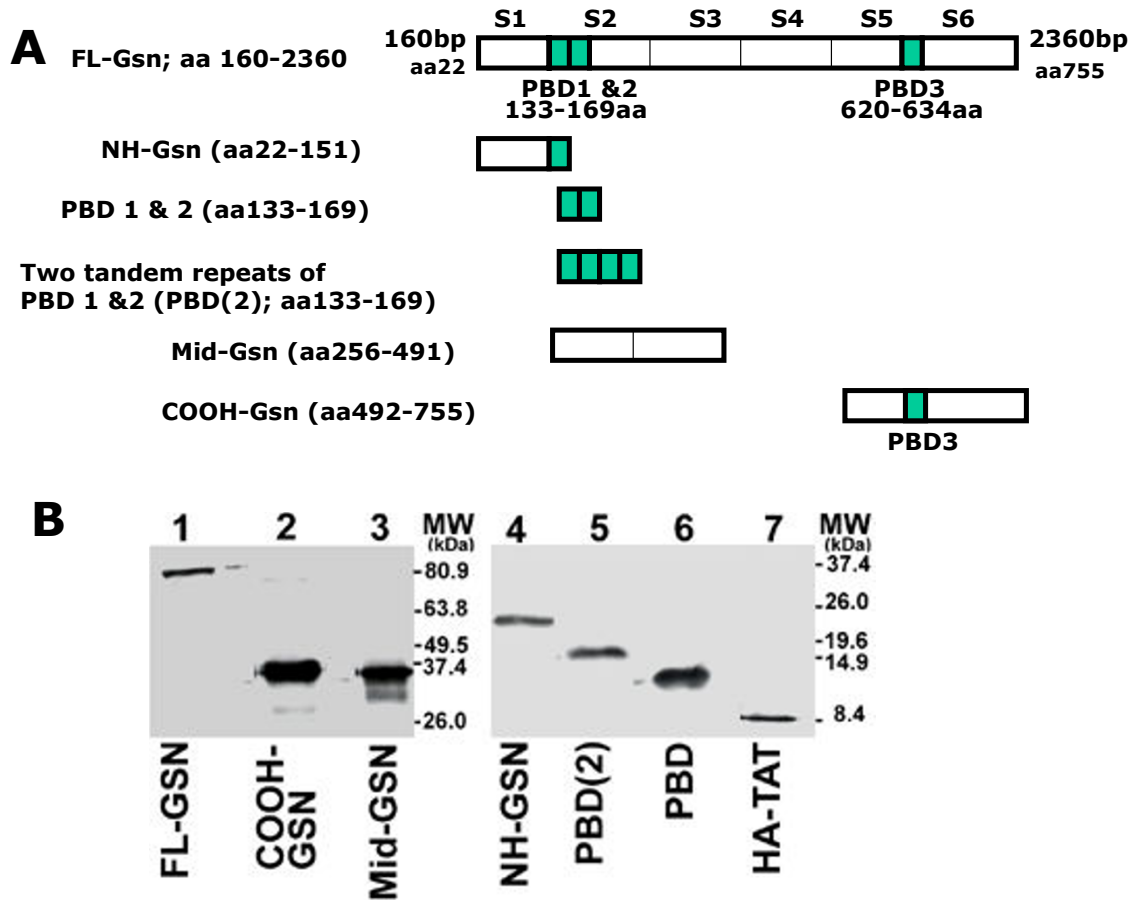 A
S1 S2 S3 S4 S5 S6
FL-Gsn; aa 160-2360
160bp
aa22
2360bp
aa755
PBD1 &2
133-169aa
PBD3
620-634aa
NH-Gsn (aa22-151)
PBD 1 & 2 (aa133-169)
Two tandem repeats of
PBD 1 &2 (PBD(2); aa133-169)
Mid-Gsn (aa256-491)
COOH-Gsn (aa492-755)
PBD3
B
1 2 3 MW
(kDa)
-80.9
-63.8
-49.5
-37.4
-26.0
FL-GSN
COOH-
GSN
Mid-GSN
4 5 6 7 MW
(kDa)
-37.4
-26.0
-19.6
-14.9
- 8.4
NH-GSN
PBD(2)
PBD
HA-TAT